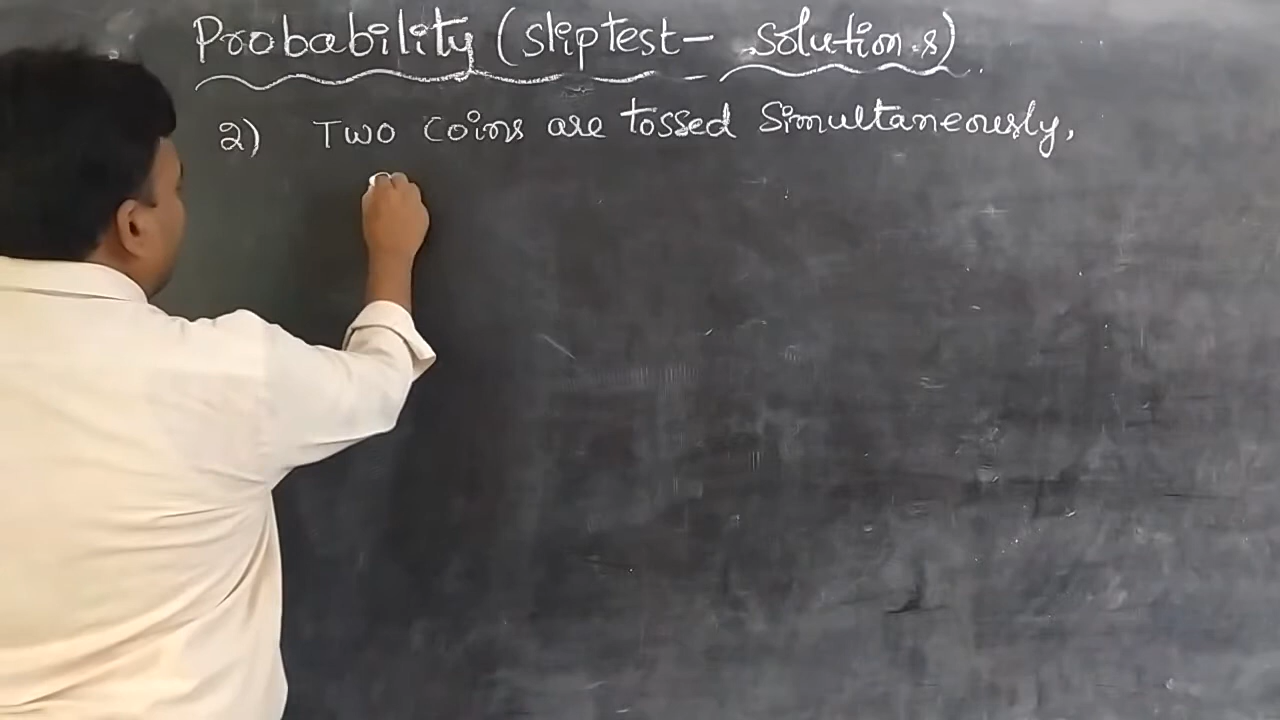 Probability (sliptest- solutions)
2) Two coins are tossed Simultaneously,